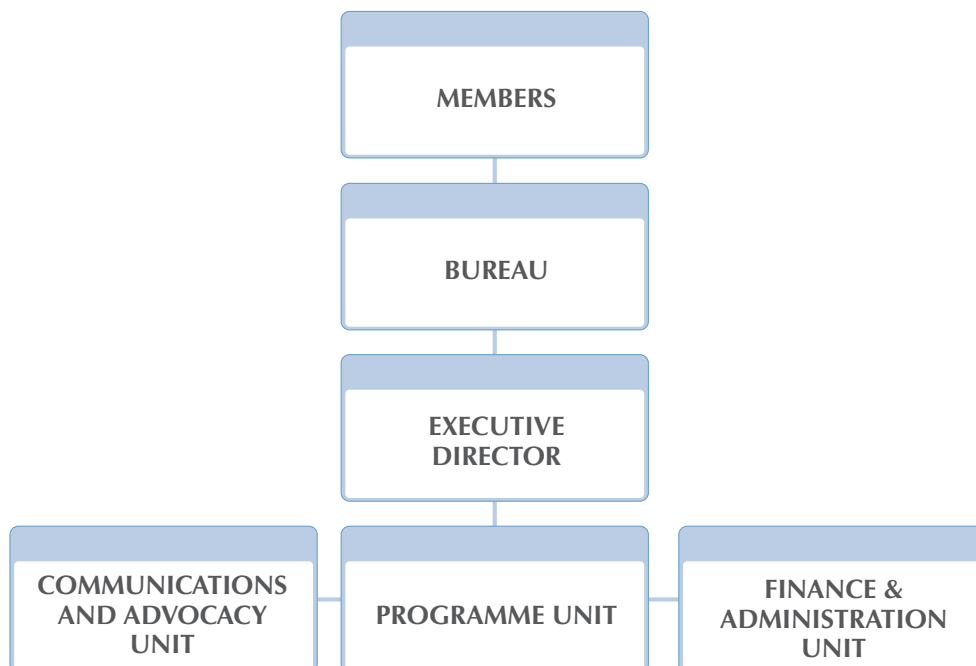 MEMBERS
BUREAU
EXECUTIVE
DIRECTOR
COMMUNICATIONS
AND ADVOCACY
UNIT
PROGRAMME UNIT
FINANCE &
ADMINISTRATION
UNIT